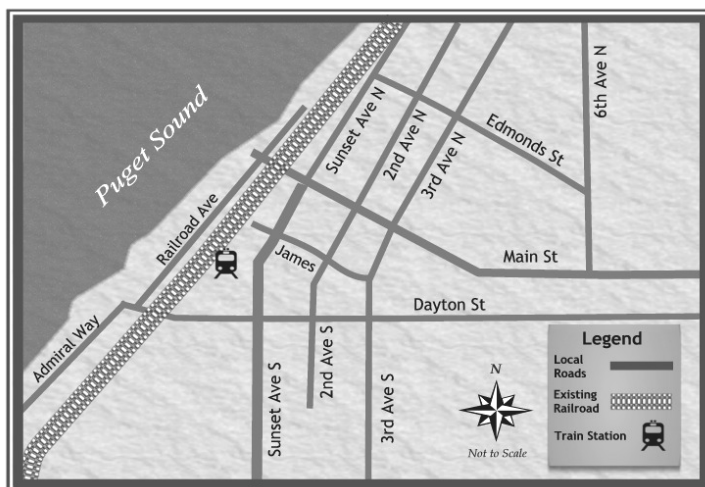 Puget Sound
Sunset Ave N
2nd Ave N
3rd Ave N
6th Ave N
Edmonds St
Railroad Ave
James
Main St
Dayton St
Admiral Way
Sunset Ave S
2nd Ave S
3rd Ave S
N
Not to Scale
Legend
Local
Roads
Existing
Railroad
Train Station